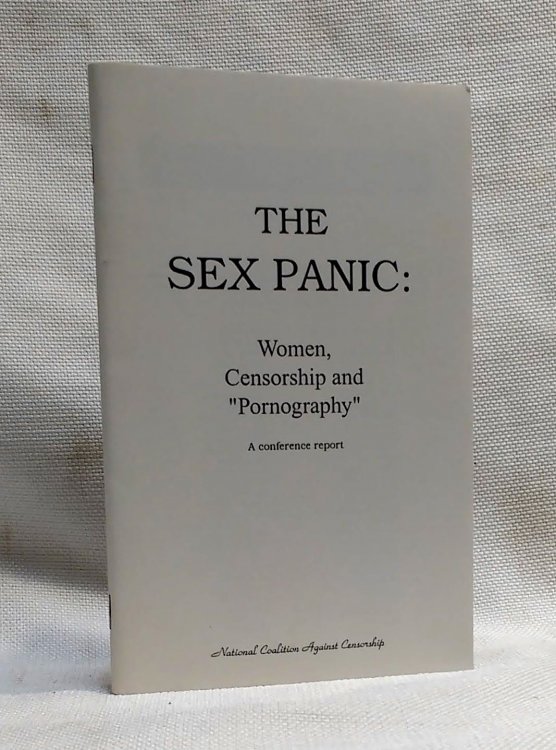 THE
SEX PANIC:
Women,
Censorship and
"Pornography"
A conference report
National Coalition Against Censorship